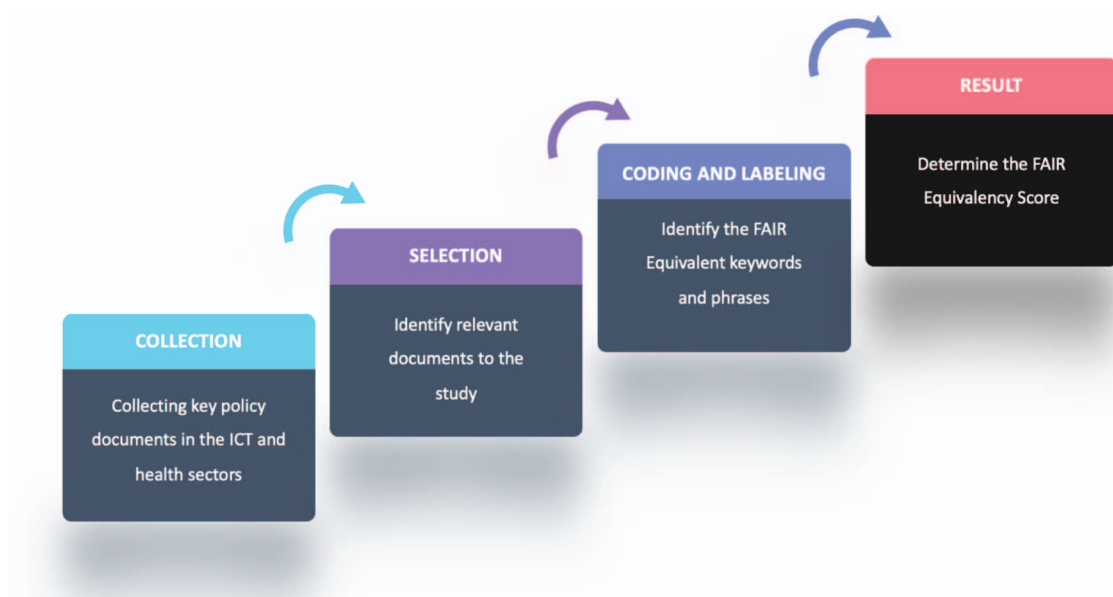 COLLECTION
Collecting key policy
documents in the ICT and
health sectors
SELECTION
Identify relevant
documents to the
study
CODING AND LABELING
Identify the FAIR
Equivalent keywords
and phrases
RESULT
Determine the FAIR
Equivalency Score